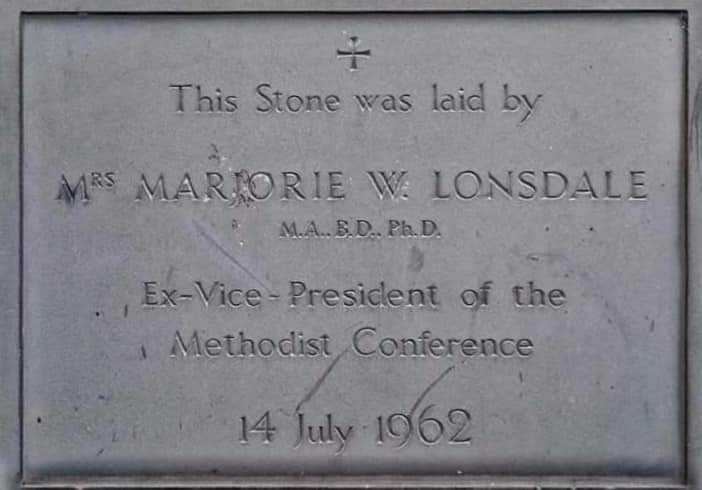 This Stone was laid by
MRS MARJORIE W. LONSDALE
M.A., B.D., Ph.D.
Ex-Vice-President of the
Methodist Conference
14 July 1962